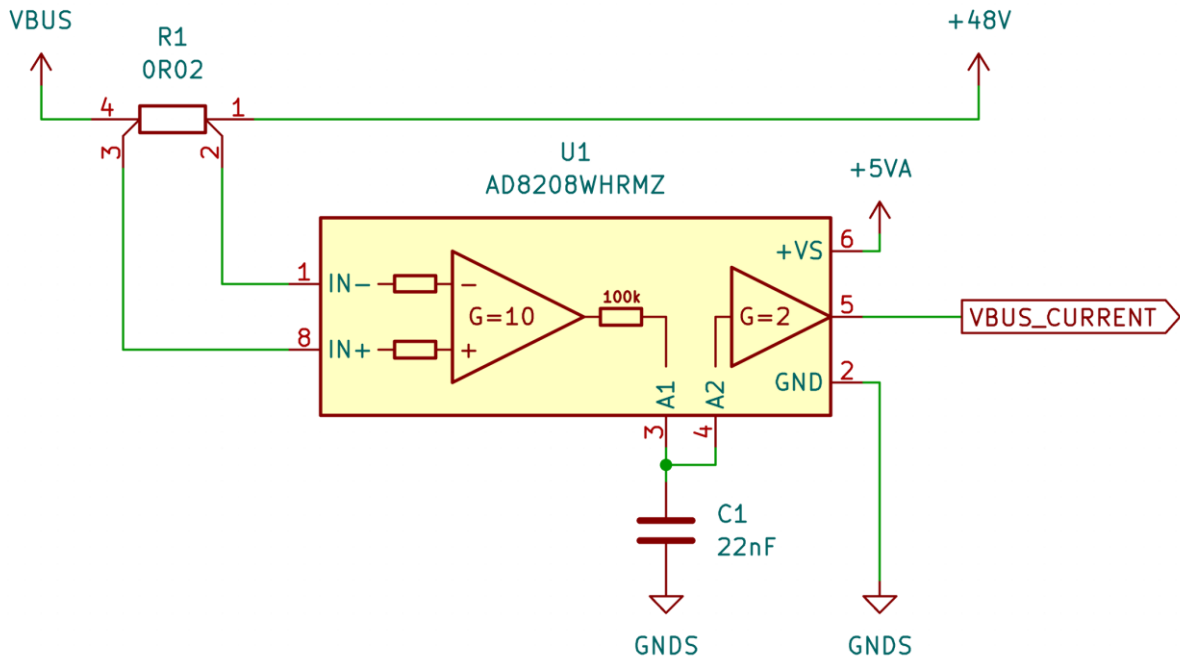 VBUS
+48V
R1
0R02
4
1
3
2
U1
AD8208WHRMZ
+5VA
+VS
6
1
IN-
-
G=10
100k
G=2
5
VBUS_CURRENT
8
IN+
+
GND
2
A1
A2
3
4
C1
22nF
GNDS
GNDS